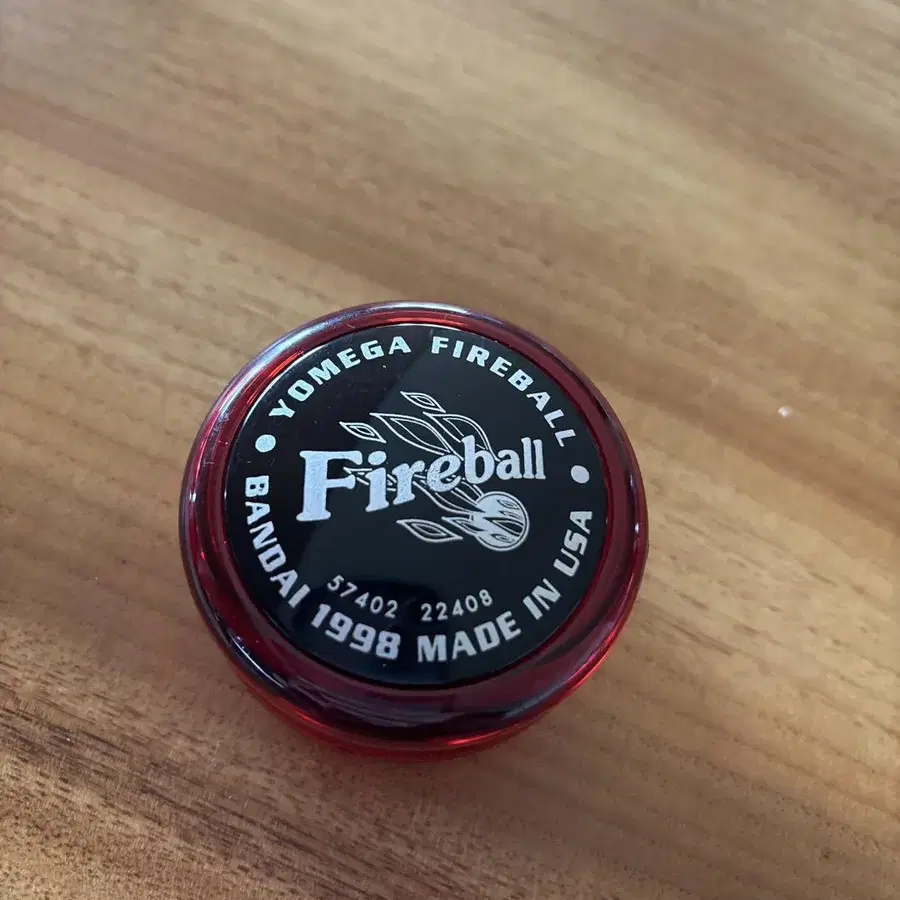 YOMEGA FIREBALL
Fireball
57402 22408
BANDAI 1998 MADE IN USA